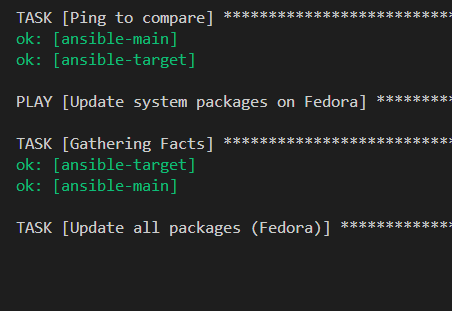 TASK [Ping to compare] **************************
ok: [ansible-main]
ok: [ansible-target]
PLAY [Update system packages on Fedora] *********
TASK [Gathering Facts] **************************
ok: [ansible-target]
ok: [ansible-main]
TASK [Update all packages (Fedora)] *************